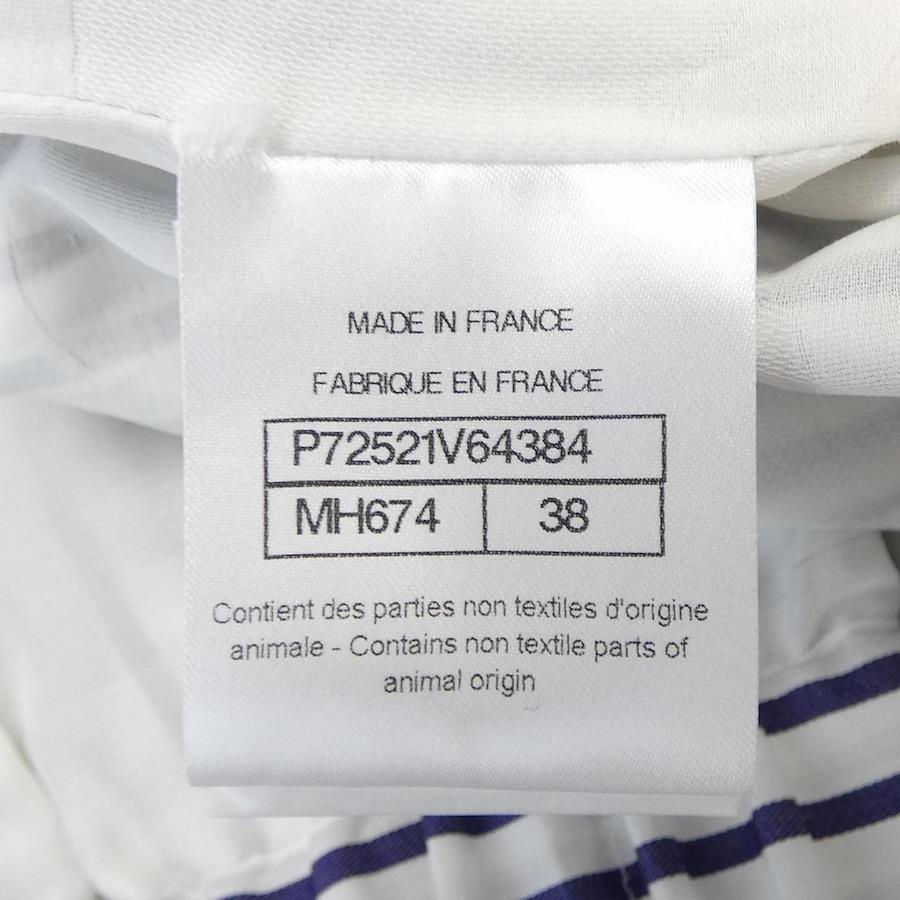 MADE IN FRANCE
FABRIQUE EN FRANCE
P72521V64384
MH674 38
Contient des parties non textiles d'origine
animale - Contains non textile parts of
animal origin